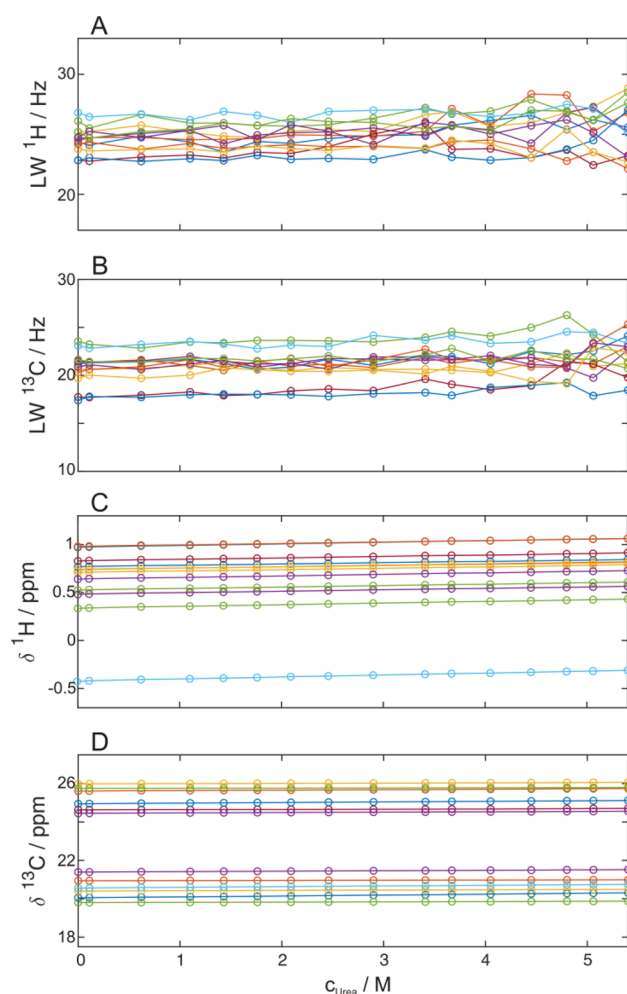 A
30
20
LW ¹H / Hz
B
30
20
10
LW ¹³C / Hz
C
1
0.5
0
-0.5
δ ¹H / ppm
D
26
22
18
δ ¹³C / ppm
0 1 2 3 4 5
c_Urea / M